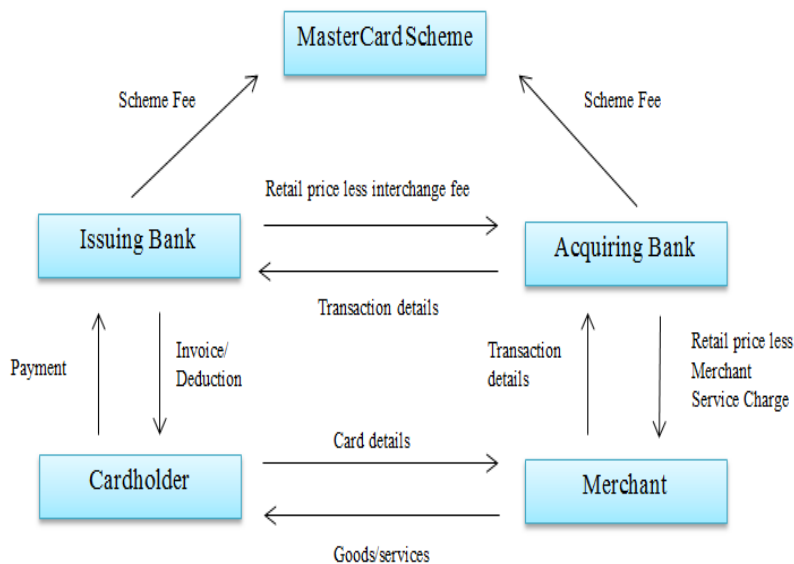 MasterCard Scheme
Scheme Fee
Scheme Fee
Retail price less interchange fee
Issuing Bank
Acquiring Bank
Transaction details
Payment
Invoice/
Deduction
Transaction
details
Retail price less
Merchant
Service Charge
Card details
Cardholder
Merchant
Goods/services